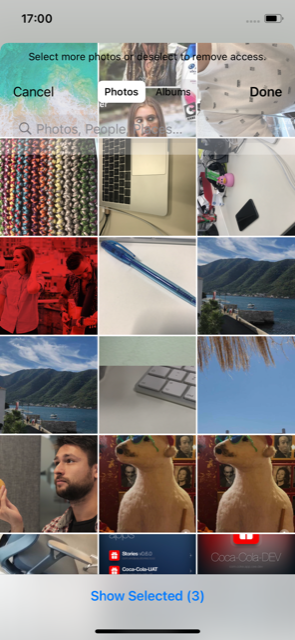 17:00
Select more photos or deselect to remove access.
Cancel
Photos
Albums
Done
Photos, People,
apps
Stories
Coca-Cola-UAT
Coca-Cola-DEV
Show Selected (3)